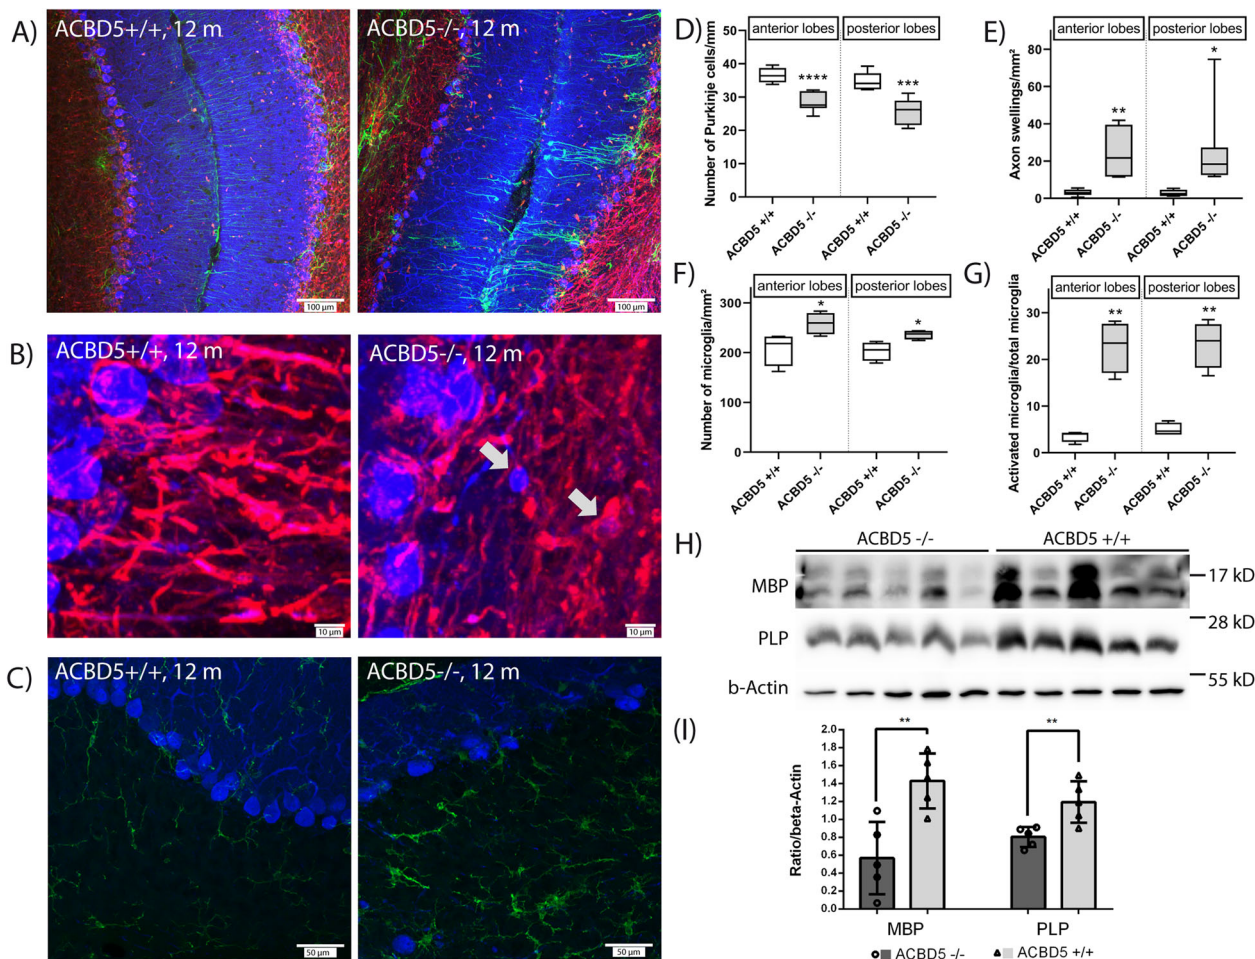 A)
ACBD5+/+, 12 m
100 µm
ACBD5-/-, 12 m
100 µm
B)
ACBD5+/+, 12 m
10 µm
ACBD5-/-, 12 m
10 µm
C)
ACBD5+/+, 12 m
50 µm
ACBD5-/-, 12 m
50 µm
D)
anterior lobes
posterior lobes
Number of Purkinje cells/mm
50
40
30
20
10
0
****
***
ACBD5 +/+
ACBD5 -/-
ACBD5 +/+
ACBD5 -/-
E)
anterior lobes
posterior lobes
Axon swellings/mm²
80
60
40
20
0
**
*
ACBD5 +/+
ACBD5 -/-
ACBD5 +/+
ACBD5 -/-
F)
anterior lobes
posterior lobes
Number of microglia/mm²
300
200
100
0
*
*
ACBD5 +/+
ACBD5 -/-
ACBD5 +/+
ACBD5 -/-
G)
anterior lobes
posterior lobes
Activated microglia/total microglia
30
20
10
0
**
**
ACBD5 +/+
ACBD5 -/-
ACBD5 +/+
ACBD5 -/-
H)
ACBD5 -/-
ACBD5 +/+
MBP
17 kD
28 kD
PLP
55 kD
b-Actin
(I)
Ratio/beta-Actin
2.0
1.8
1.6
1.4
1.2
1.0
0.8
0.6
0.4
0.2
0.0
**
**
MBP
PLP
ACBD5 -/-
ACBD5 +/+